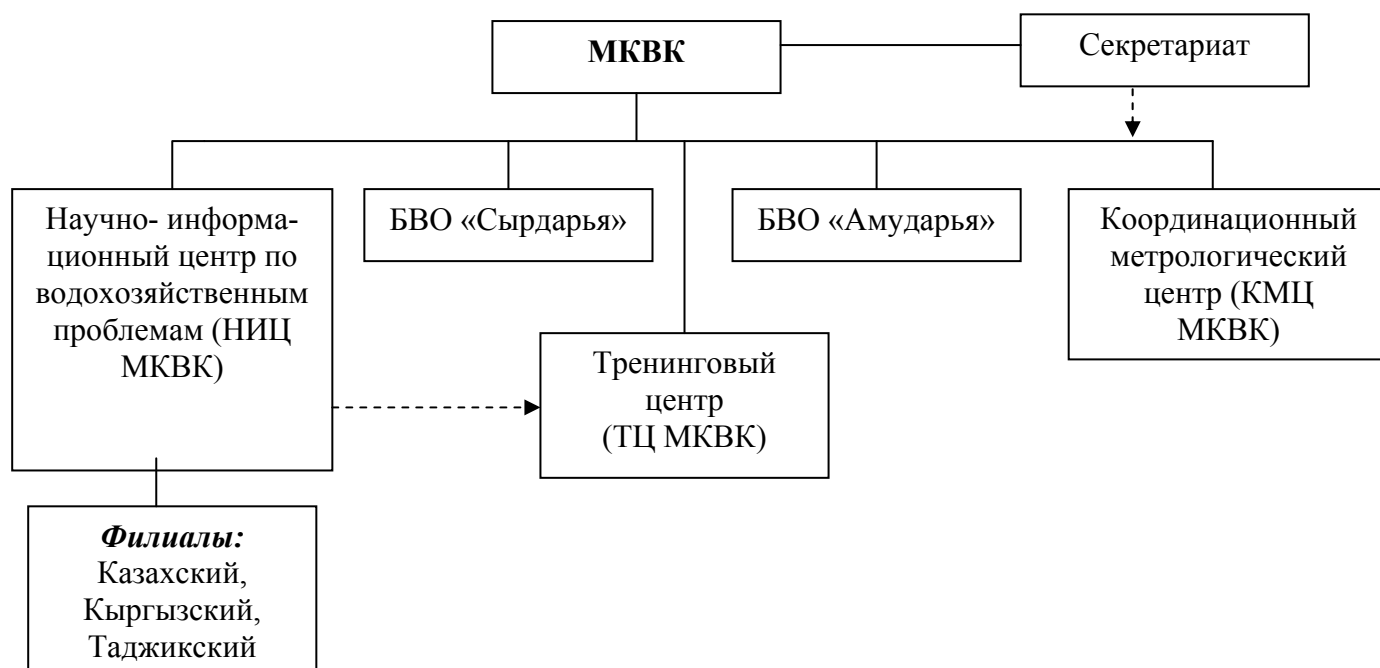 МКВК
Секретариат
Научно- информа-
ционный центр по
водохозяйственным
проблемам (НИЦ
МКВК)
БВО «Сырдарья»
БВО «Амударья»
Координационный
метрологический
центр (КМЦ
МКВК)
Тренинговый
центр
(ТЦ МКВК)
Филиалы:
Казахский,
Кыргызский,
Таджикский